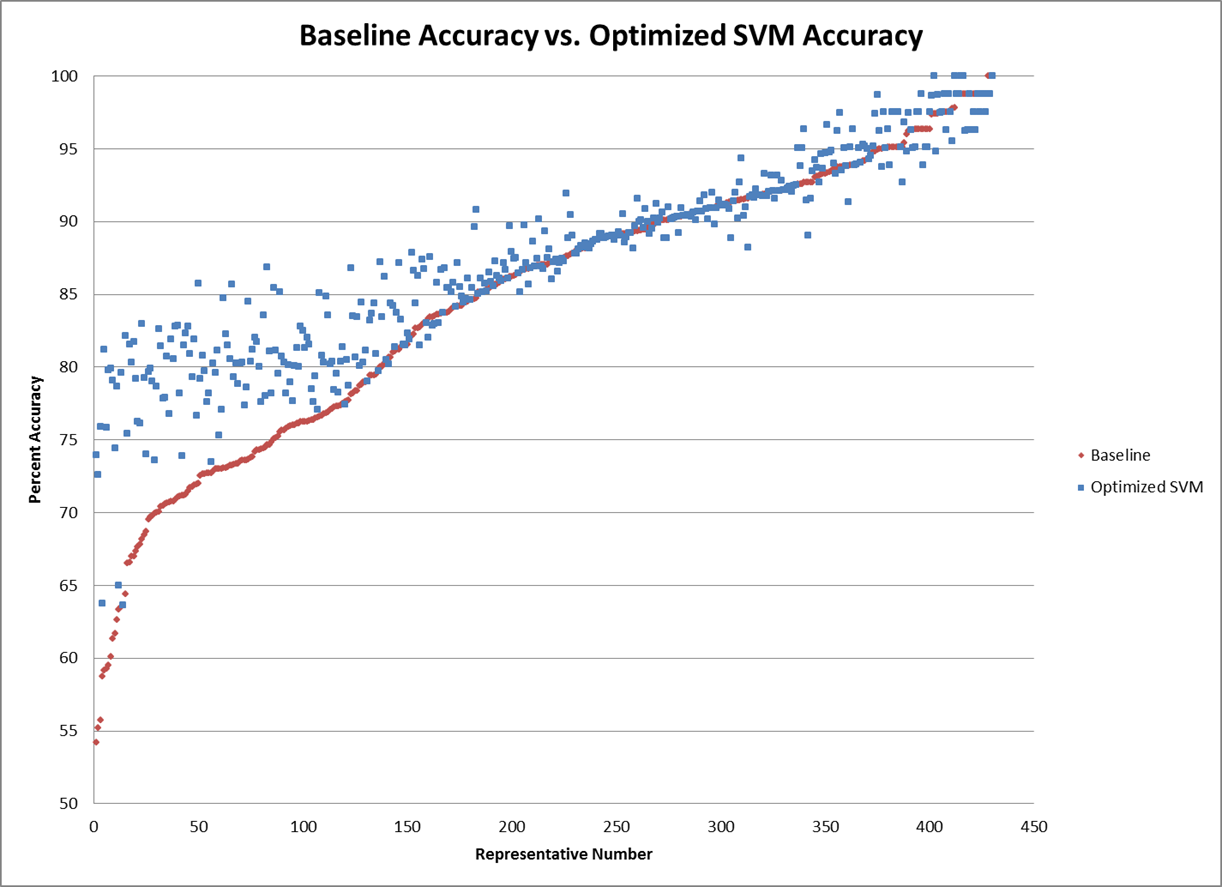 Baseline Accuracy vs. Optimized SVM Accuracy
100
95
90
85
80
75
70
65
60
55
50
Percent Accuracy
0 50 100 150 200 250 300 350 400 450
Representative Number
Baseline
Optimized SVM